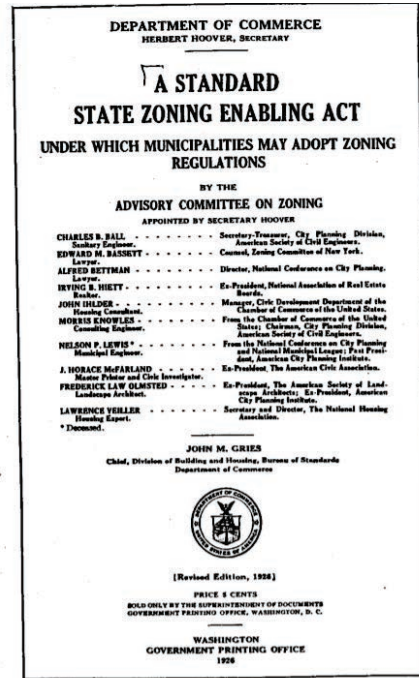 DEPARTMENT OF COMMERCE
HERBERT HOOVER, SECRETARY
A STANDARD
STATE ZONING ENABLING ACT
UNDER WHICH MUNICIPALITIES MAY ADOPT ZONING
REGULATIONS
BY THE
ADVISORY COMMITTEE ON ZONING
APPOINTED BY SECRETARY HOOVER
CHARLES B. BALL - - - - - - - - Secretary-Treasurer, City Planning Division,
Sanitary Engineer. American Society of Civil Engineers.
EDWARD M. BASSETT - - - - - - - Counsel, Zoning Committee of New York.
Lawyer.
ALFRED BETTMAN - - - - - - - - Director, National Conference on City Planning.
Lawyer.
IRVING B. HIETT - - - - - - - - Ex-President, National Association of Real Estate
Realtor. Boards.
JOHN IHLDER - - - - - - - - - Manager, Civic Development Department of the
Housing Consultant. Chamber of Commerce of the United States.
MORRIS KNOWLES - - - - - - - - From the Chamber of Commerce of the United
Consulting Engineer. States; Chairman, City Planning Division,
American Society of Civil Engineers.
NELSON P. LEWIS * - - - - - - - From the National Conference on City Planning
Municipal Engineer. and National Municipal League; Past Presi-
dent, American City Planning Institute.
J. HORACE McFARLAND - - - - - - Ex-President, The American Civic Association.
Master Printer and Civic Investigator.
FREDERICK LAW OLMSTED - - - - - Ex-President, The American Society of Land-
Landscape Architect. scape Architects; Ex-President, American
City Planning Institute.
LAWRENCE VEILLER - - - - - - - Secretary and Director, The National Housing
Housing Expert. Association.
* Deceased.
JOHN M. GRIES
Chief, Division of Building and Housing, Bureau of Standards
Department of Commerce
DEPARTMENT OF COMMERCE
UNITED STATES OF AMERICA
[Revised Edition, 1926]
PRICE 5 CENTS
SOLD ONLY BY THE SUPERINTENDENT OF DOCUMENTS
GOVERNMENT PRINTING OFFICE, WASHINGTON, D. C.
WASHINGTON
GOVERNMENT PRINTING OFFICE
1926